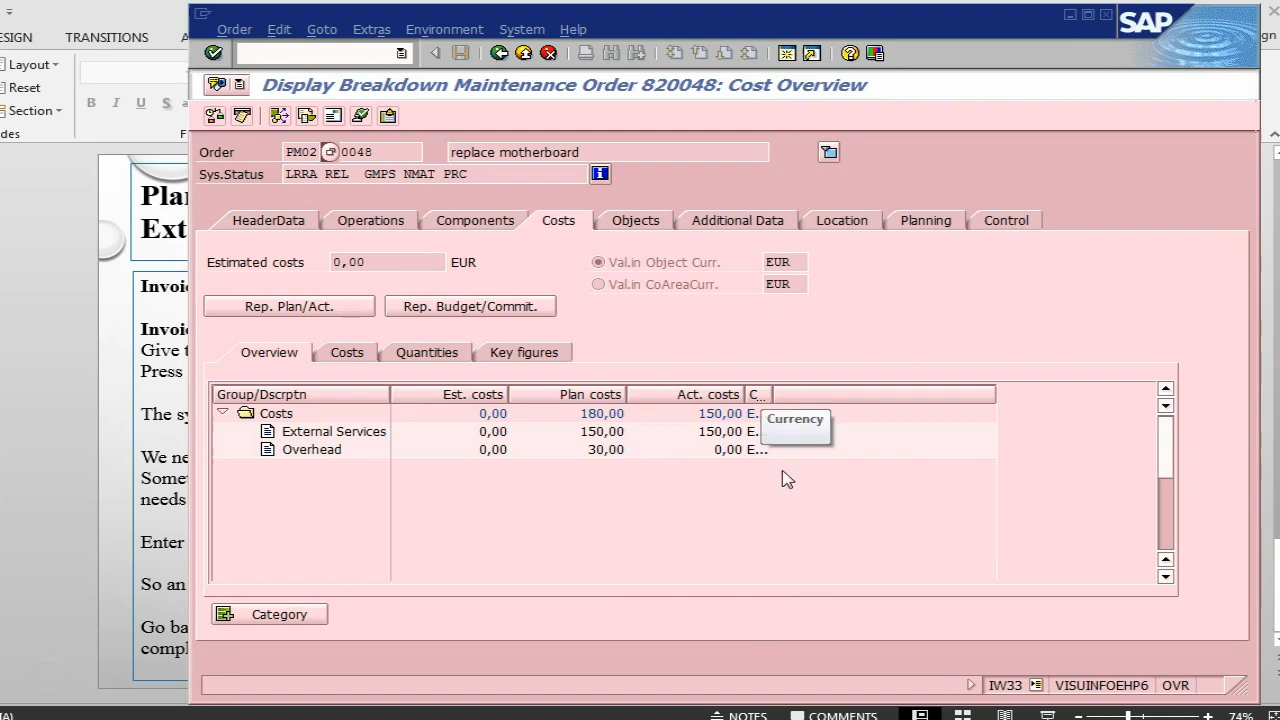 ESIGN
TRANSITIONS
Layout
Reset
Section
B I U S
des
F
Order Edit Goto Extras Environment System Help
SAP
Display Breakdown Maintenance Order 820048: Cost Overview
Order PM02 0048 replace motherboard
Sys.Status LRRA REL GMPS NMAT PRC
HeaderData Operations Components Costs Objects Additional Data Location Planning Control
Estimated costs 0,00 EUR Val.in Object Curr. EUR
Val.in CoAreaCurr. EUR
Rep. Plan/Act. Rep. Budget/Commit.
Overview Costs Quantities Key figures
Group/Dscrptn Est. costs Plan costs Act. costs C...
Costs 0,00 180,00 150,00 E...
Currency
External Services 0,00 150,00 150,00 E...
Overhead 0,00 30,00 0,00 E...
Category
IW33 VISUINFOEHP6 OVR
Plan
Ext
Invoi
Invoi
Give t
Press
The sy
We ne
Somet
needs
Enter
So an
Go ba
compl
NOTES COMMENTS 74%